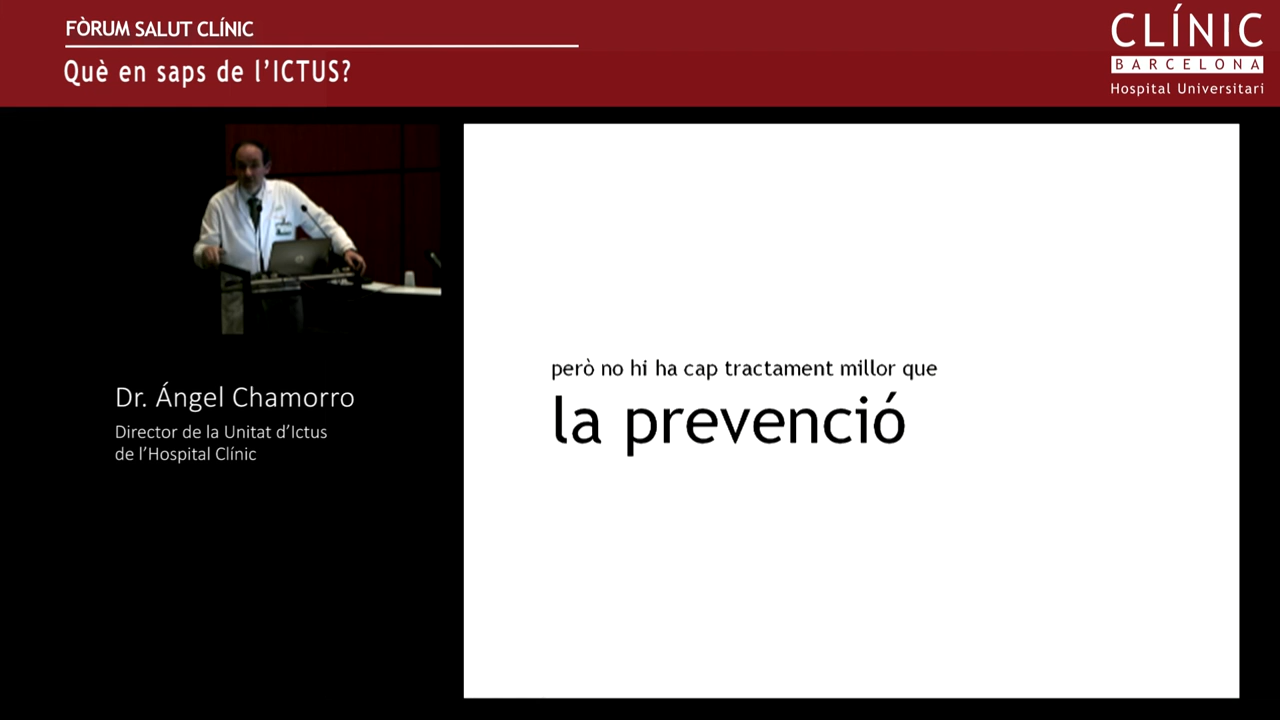 FÒRUM SALUT CLÍNIC
Què en saps de l'ICTUS?
CLÍNIC
BARCELONA
Hospital Universitari
Dr. Ángel Chamorro
Director de la Unitat d'Ictus
de l'Hospital Clínic
però no hi ha cap tractament millor que
la prevenció